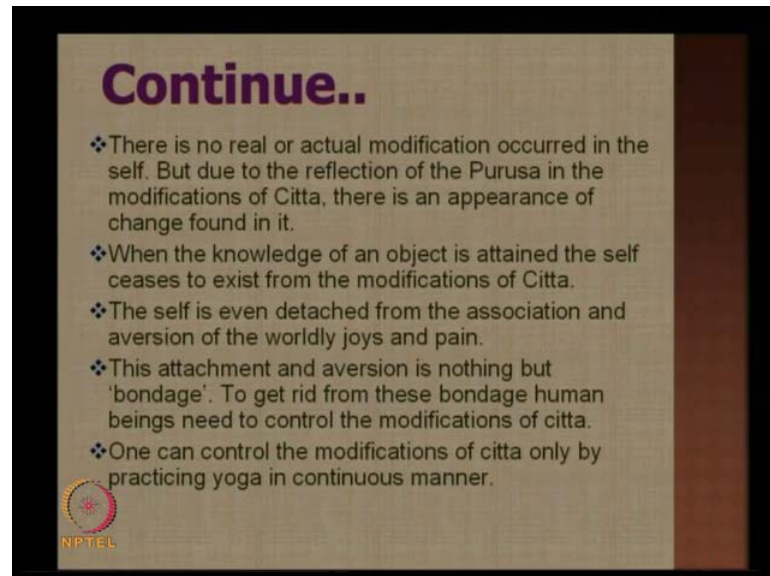 Continue..
❖There is no real or actual modification occurred in the
self. But due to the reflection of the Purusa in the
modifications of Citta, there is an appearance of
change found in it.
❖When the knowledge of an object is attained the self
ceases to exist from the modifications of Citta.
❖The self is even detached from the association and
aversion of the worldly joys and pain.
❖This attachment and aversion is nothing but
‘bondage’. To get rid from these bondage human
beings need to control the modifications of citta.
❖One can control the modifications of citta only by
practicing yoga in continuous manner.
NPTEL